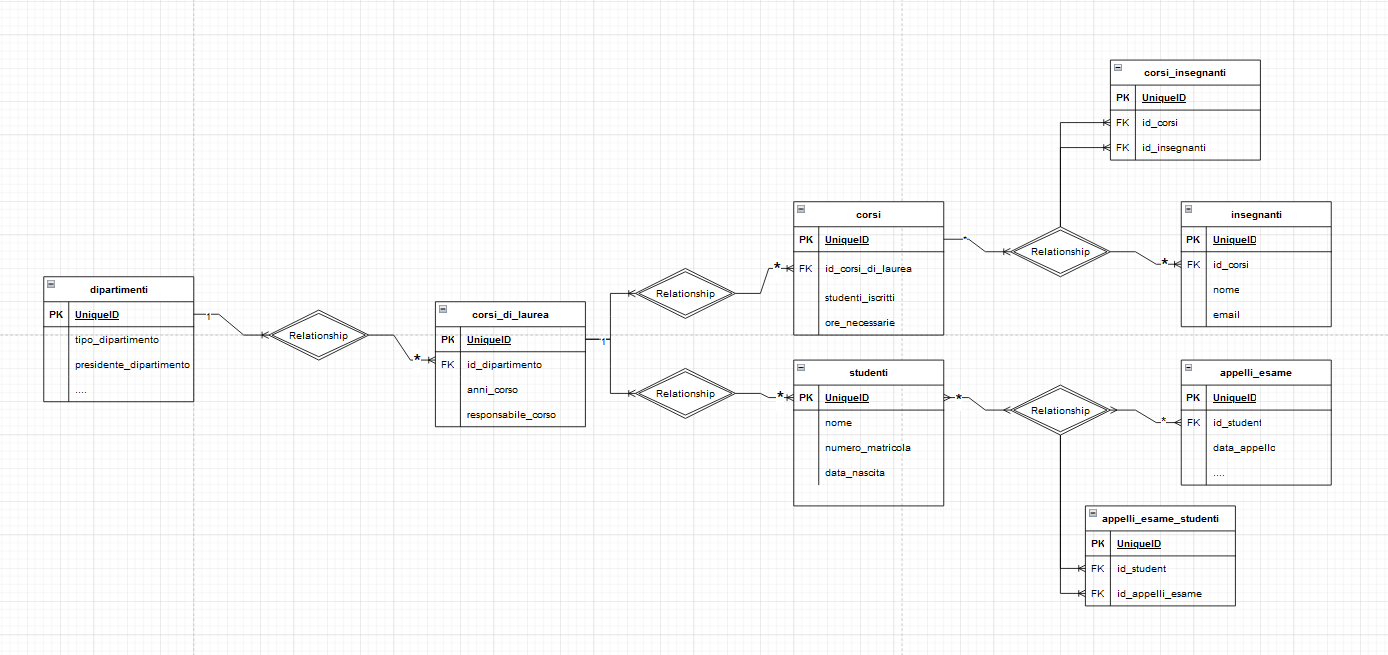 dipartimenti
PK UniqueID
tipo_dipartimento
presidente_dipartimento
....
1
Relationship
*
corsi_di_laurea
PK UniqueID
FK id_dipartimento
anni_corso
responsabile_corso
1
Relationship
*
Relationship
*
corsi
PK UniqueID
FK id_corsi_di_laurea
studenti_iscritti
ore_necessarie
*
Relationship
*
corsi_insegnanti
PK UniqueID
FK id_corsi
FK id_insegnanti
insegnanti
PK UniqueID
FK id_corsi
nome
email
studenti
PK UniqueID
nome
numero_matricola
data_nascita
*
Relationship
*
appelli_esame
PK UniqueID
FK id_student
data_appello
....
appelli_esame_studenti
PK UniqueID
FK id_student
FK id_appelli_esame